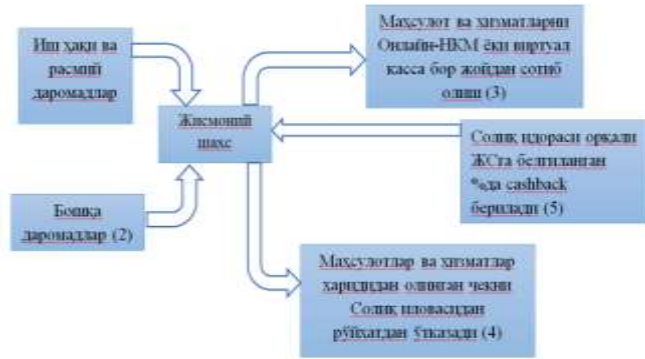 Иш ҳақи ва
расмий
даромадлар
Маҳсулот ва хизматларни
Онлайн-НКМ ёки виртуал
касса бор жойдан сотиб
олиш (3)
Жисмоний
шахс
Солиқ идораси орқали
ЖСга белгиланган
%да cashback
берилади (5)
Бошқа
даромадлар (2)
Маҳсулотлар ва хизматлар
харидидан олинган чекни
Солиқ иловасидан
рўйхатдан ўтказади (4)